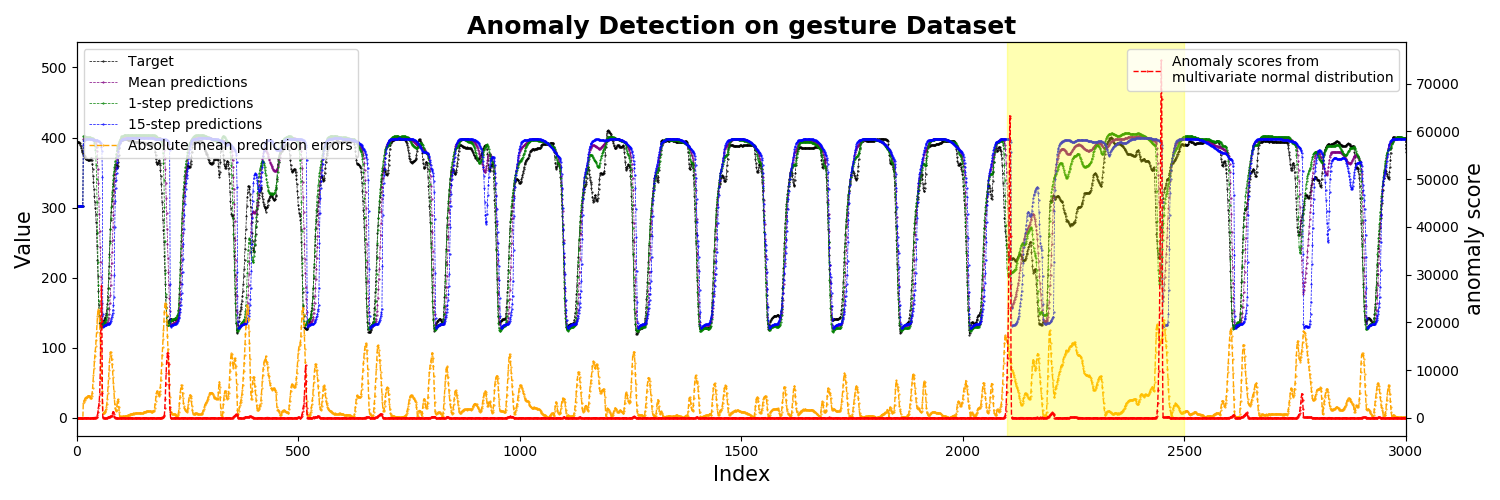 Anomaly Detection on gesture Dataset
Target
Mean predictions
1-step predictions
15-step predictions
Absolute mean prediction errors
Anomaly scores from
multivariate normal distribution
Value
500
400
300
200
100
0
anomaly score
70000
60000
50000
40000
30000
20000
10000
0
0
500
1000
1500
2000
2500
3000
Index